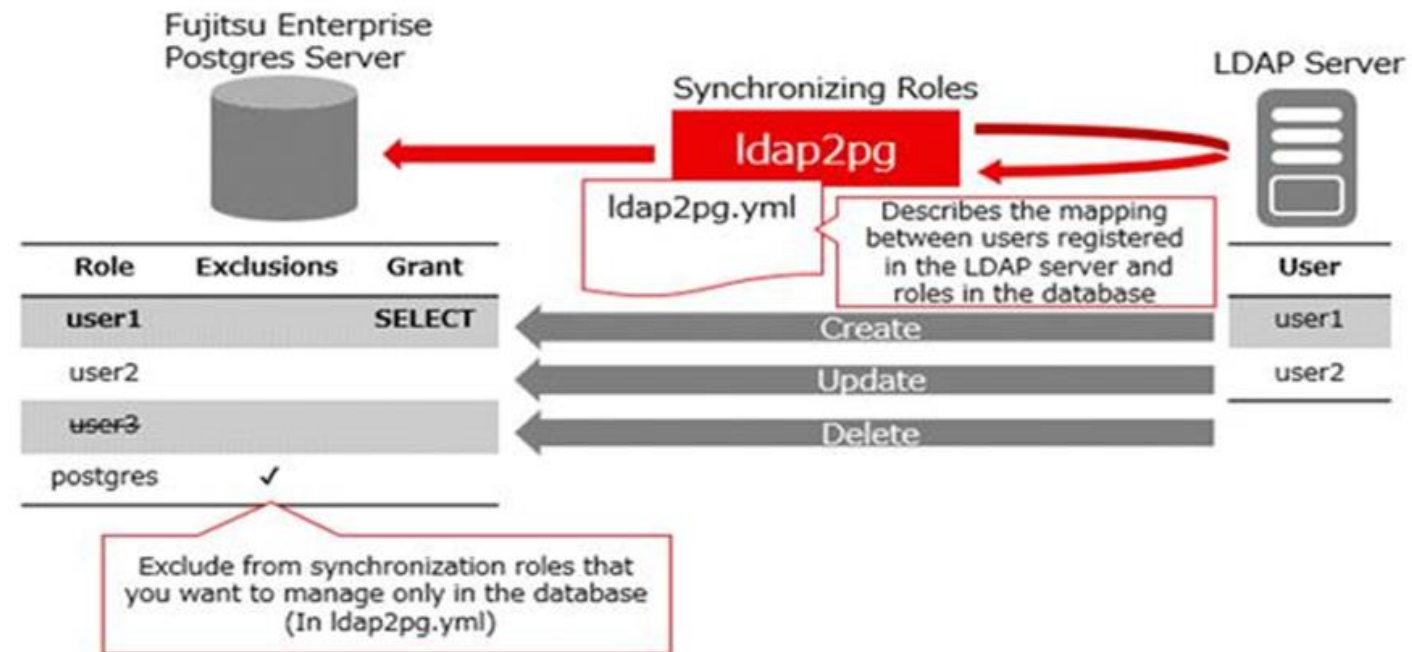 Fujitsu Enterprise
Postgres Server
LDAP Server
Synchronizing Roles
ldap2pg
ldap2pg.yml
Describes the mapping
between users registered
in the LDAP server and
roles in the database
Role Exclusions Grant
user1 SELECT
user2
user3
postgres ✓
Create
Update
Delete
User
user1
user2
Exclude from synchronization roles that
you want to manage only in the database
(In ldap2pg.yml)